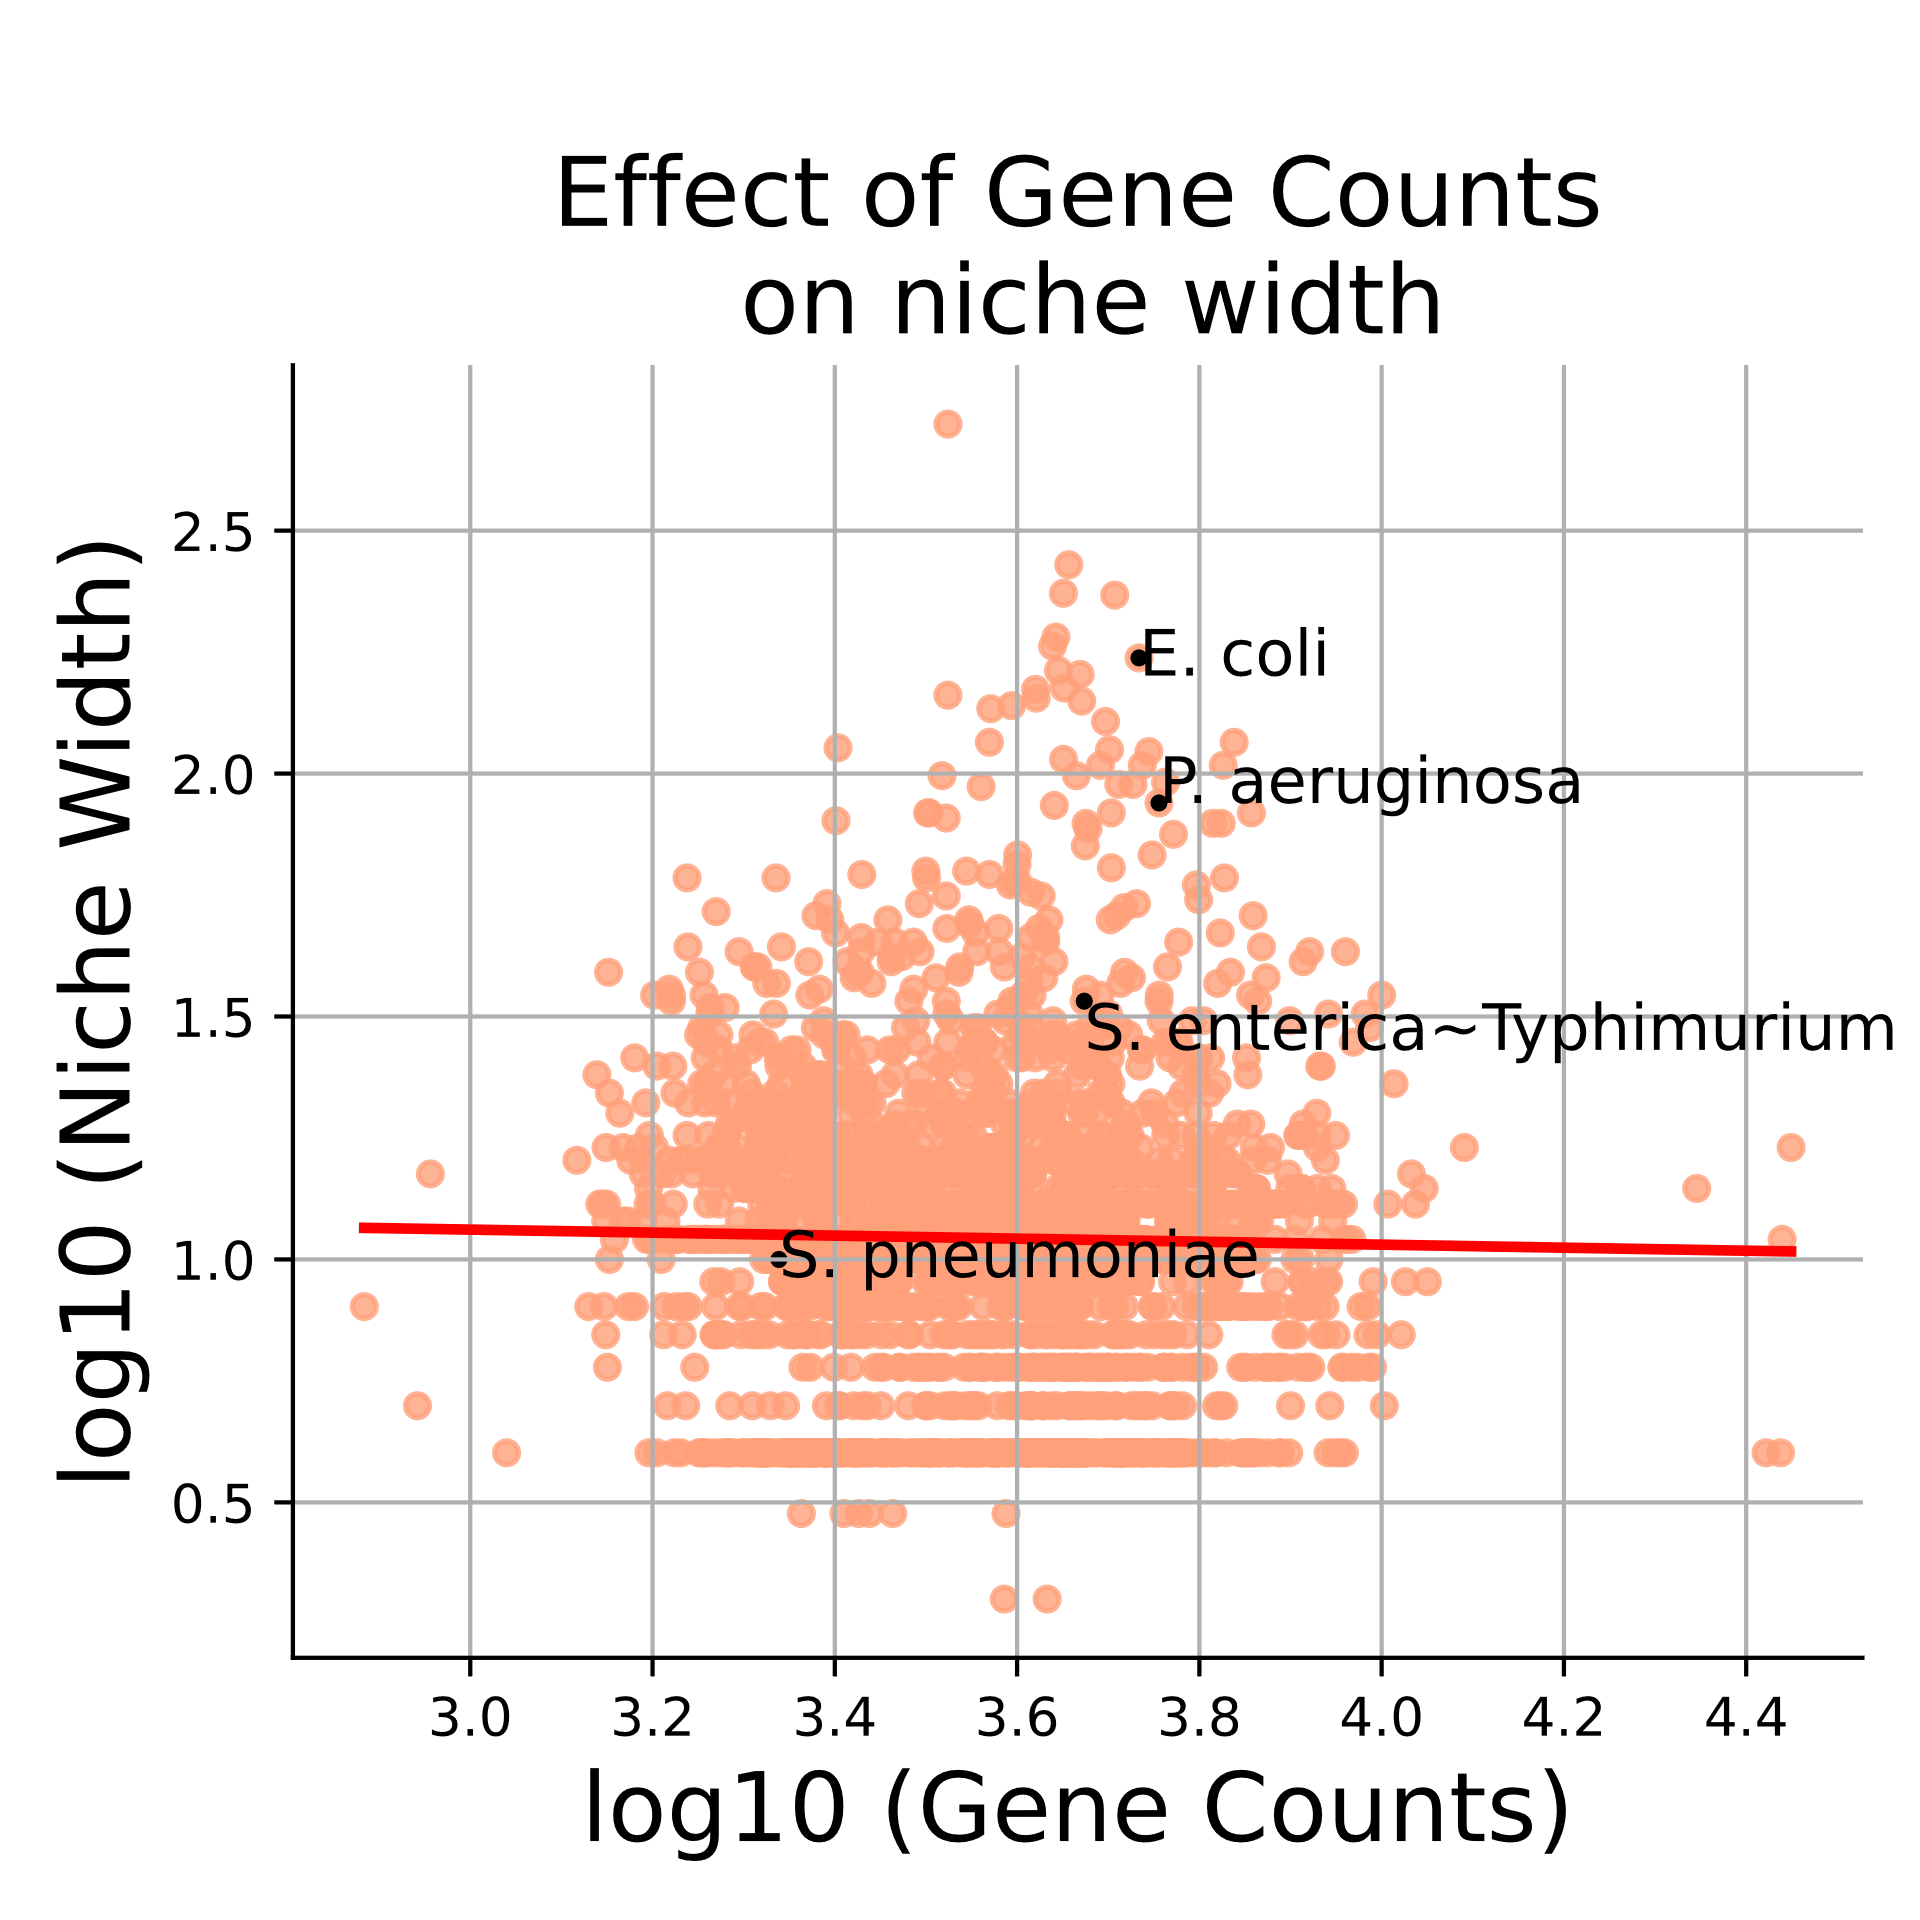 Effect of Gene Counts
on niche width
log10 (Niche Width)
2.5
2.0
1.5
1.0
0.5
E. coli
P. aeruginosa
S. enterica~Typhimurium
S. pneumoniae
3.0 3.2 3.4 3.6 3.8 4.0 4.2 4.4
log10 (Gene Counts)